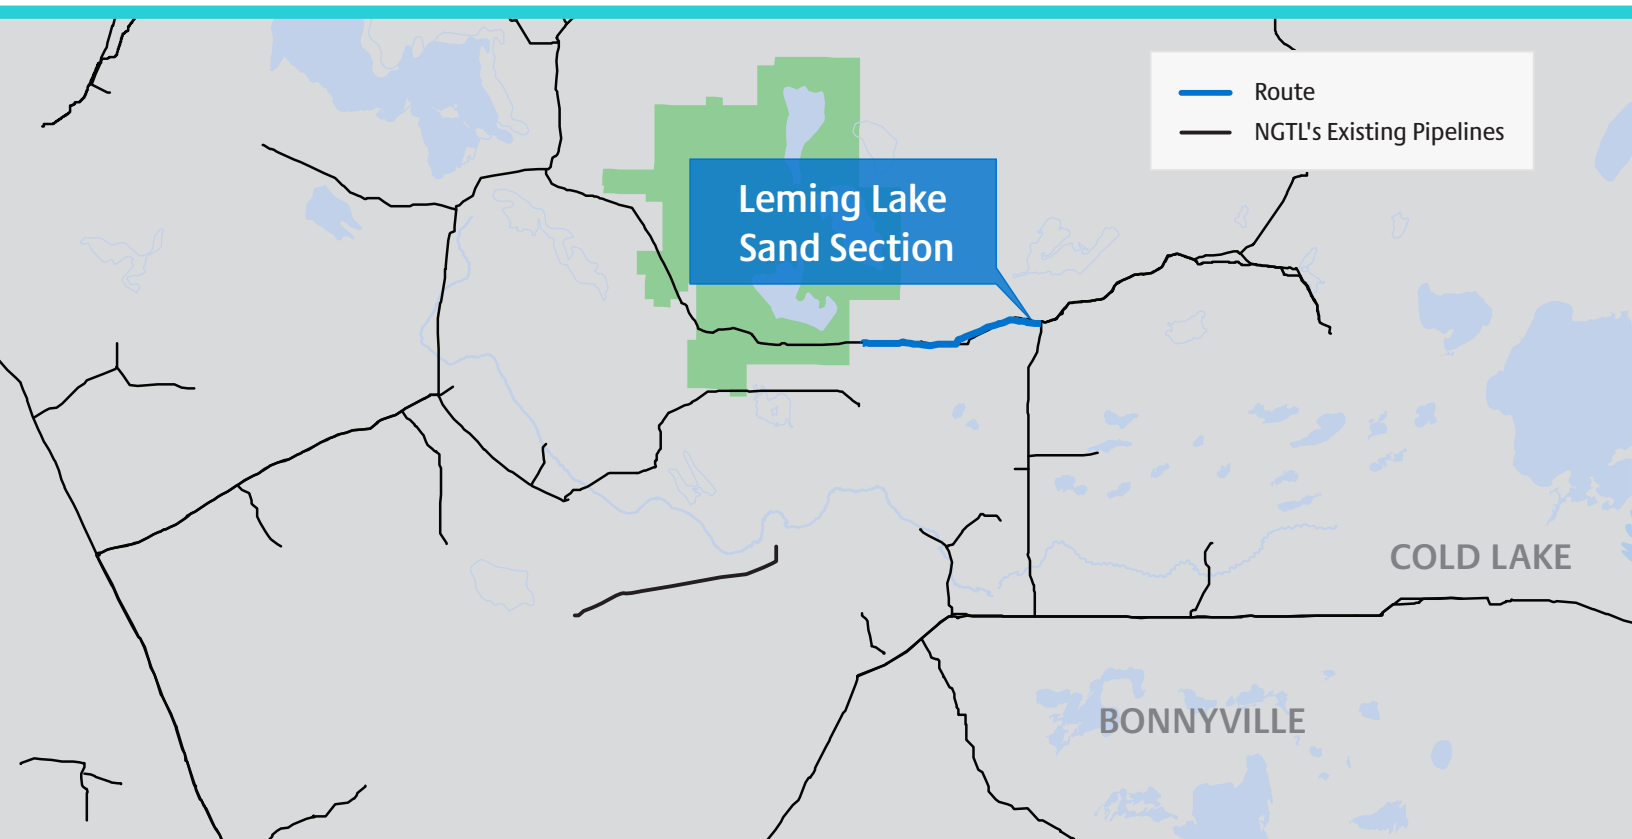 Route
NGTL's Existing Pipelines
Leming Lake
Sand Section
COLD LAKE
BONNYVILLE